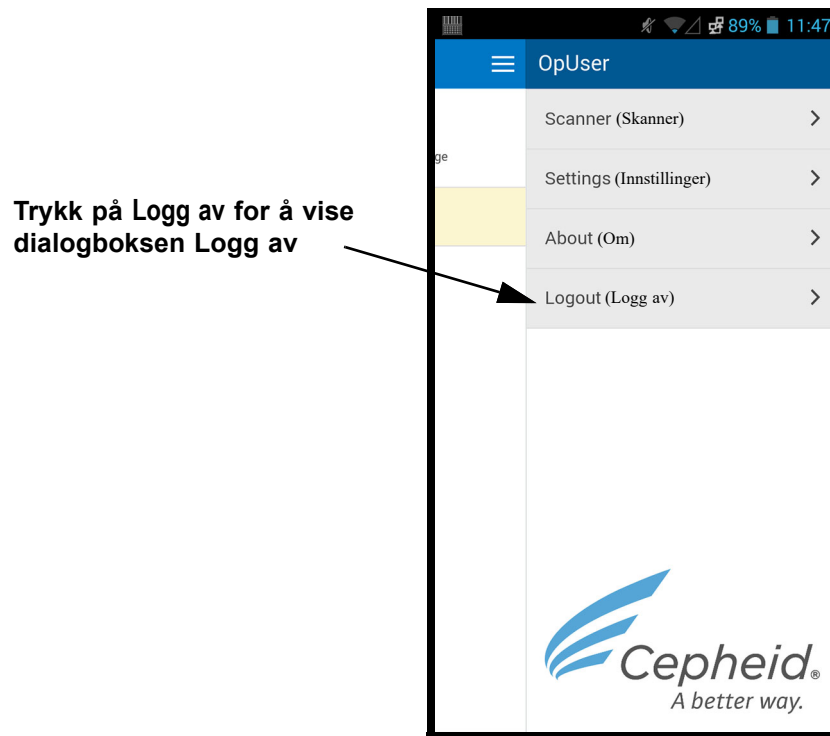 89% 11:47
OpUser
Scanner (Skanner)
ge
Settings (Innstillinger)
Trykk på Logg av for å vise
dialogboksen Logg av
About (Om)
Logout (Logg av)
Cepheid®
A better way.